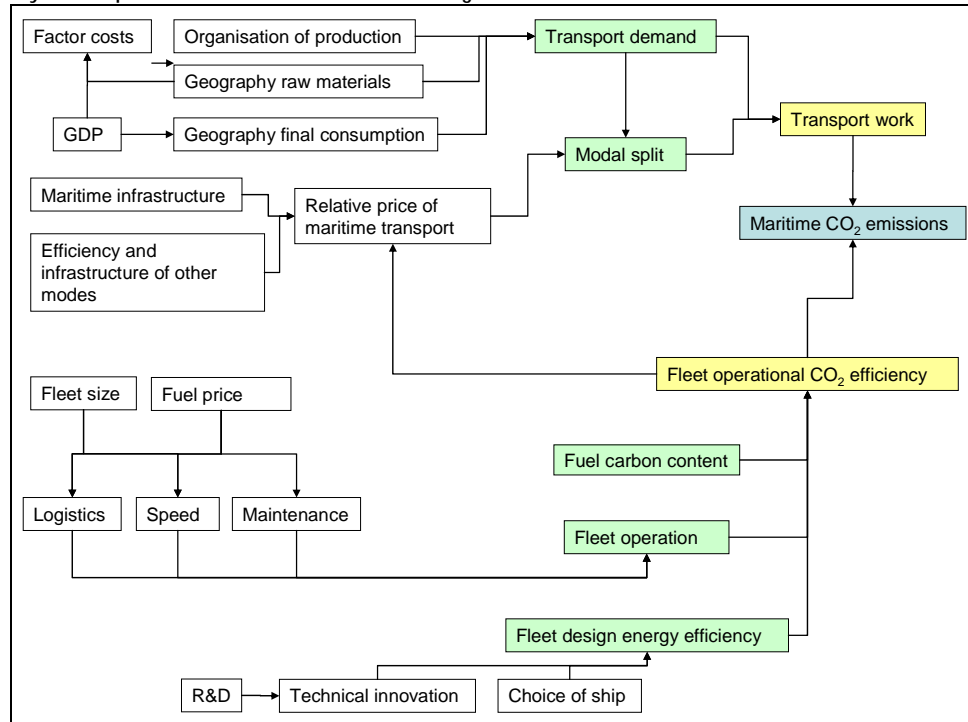 Factor costs
Organisation of production
Transport demand
Geography raw materials
GDP
Geography final consumption
Transport work
Modal split
Maritime infrastructure
Relative price of
maritime transport
Maritime CO2 emissions
Efficiency and
infrastructure of other
modes
Fleet operational CO2 efficiency
Fleet size
Fuel price
Fuel carbon content
Logistics
Speed
Maintenance
Fleet operation
Fleet design energy efficiency
R&D
Technical innovation
Choice of ship